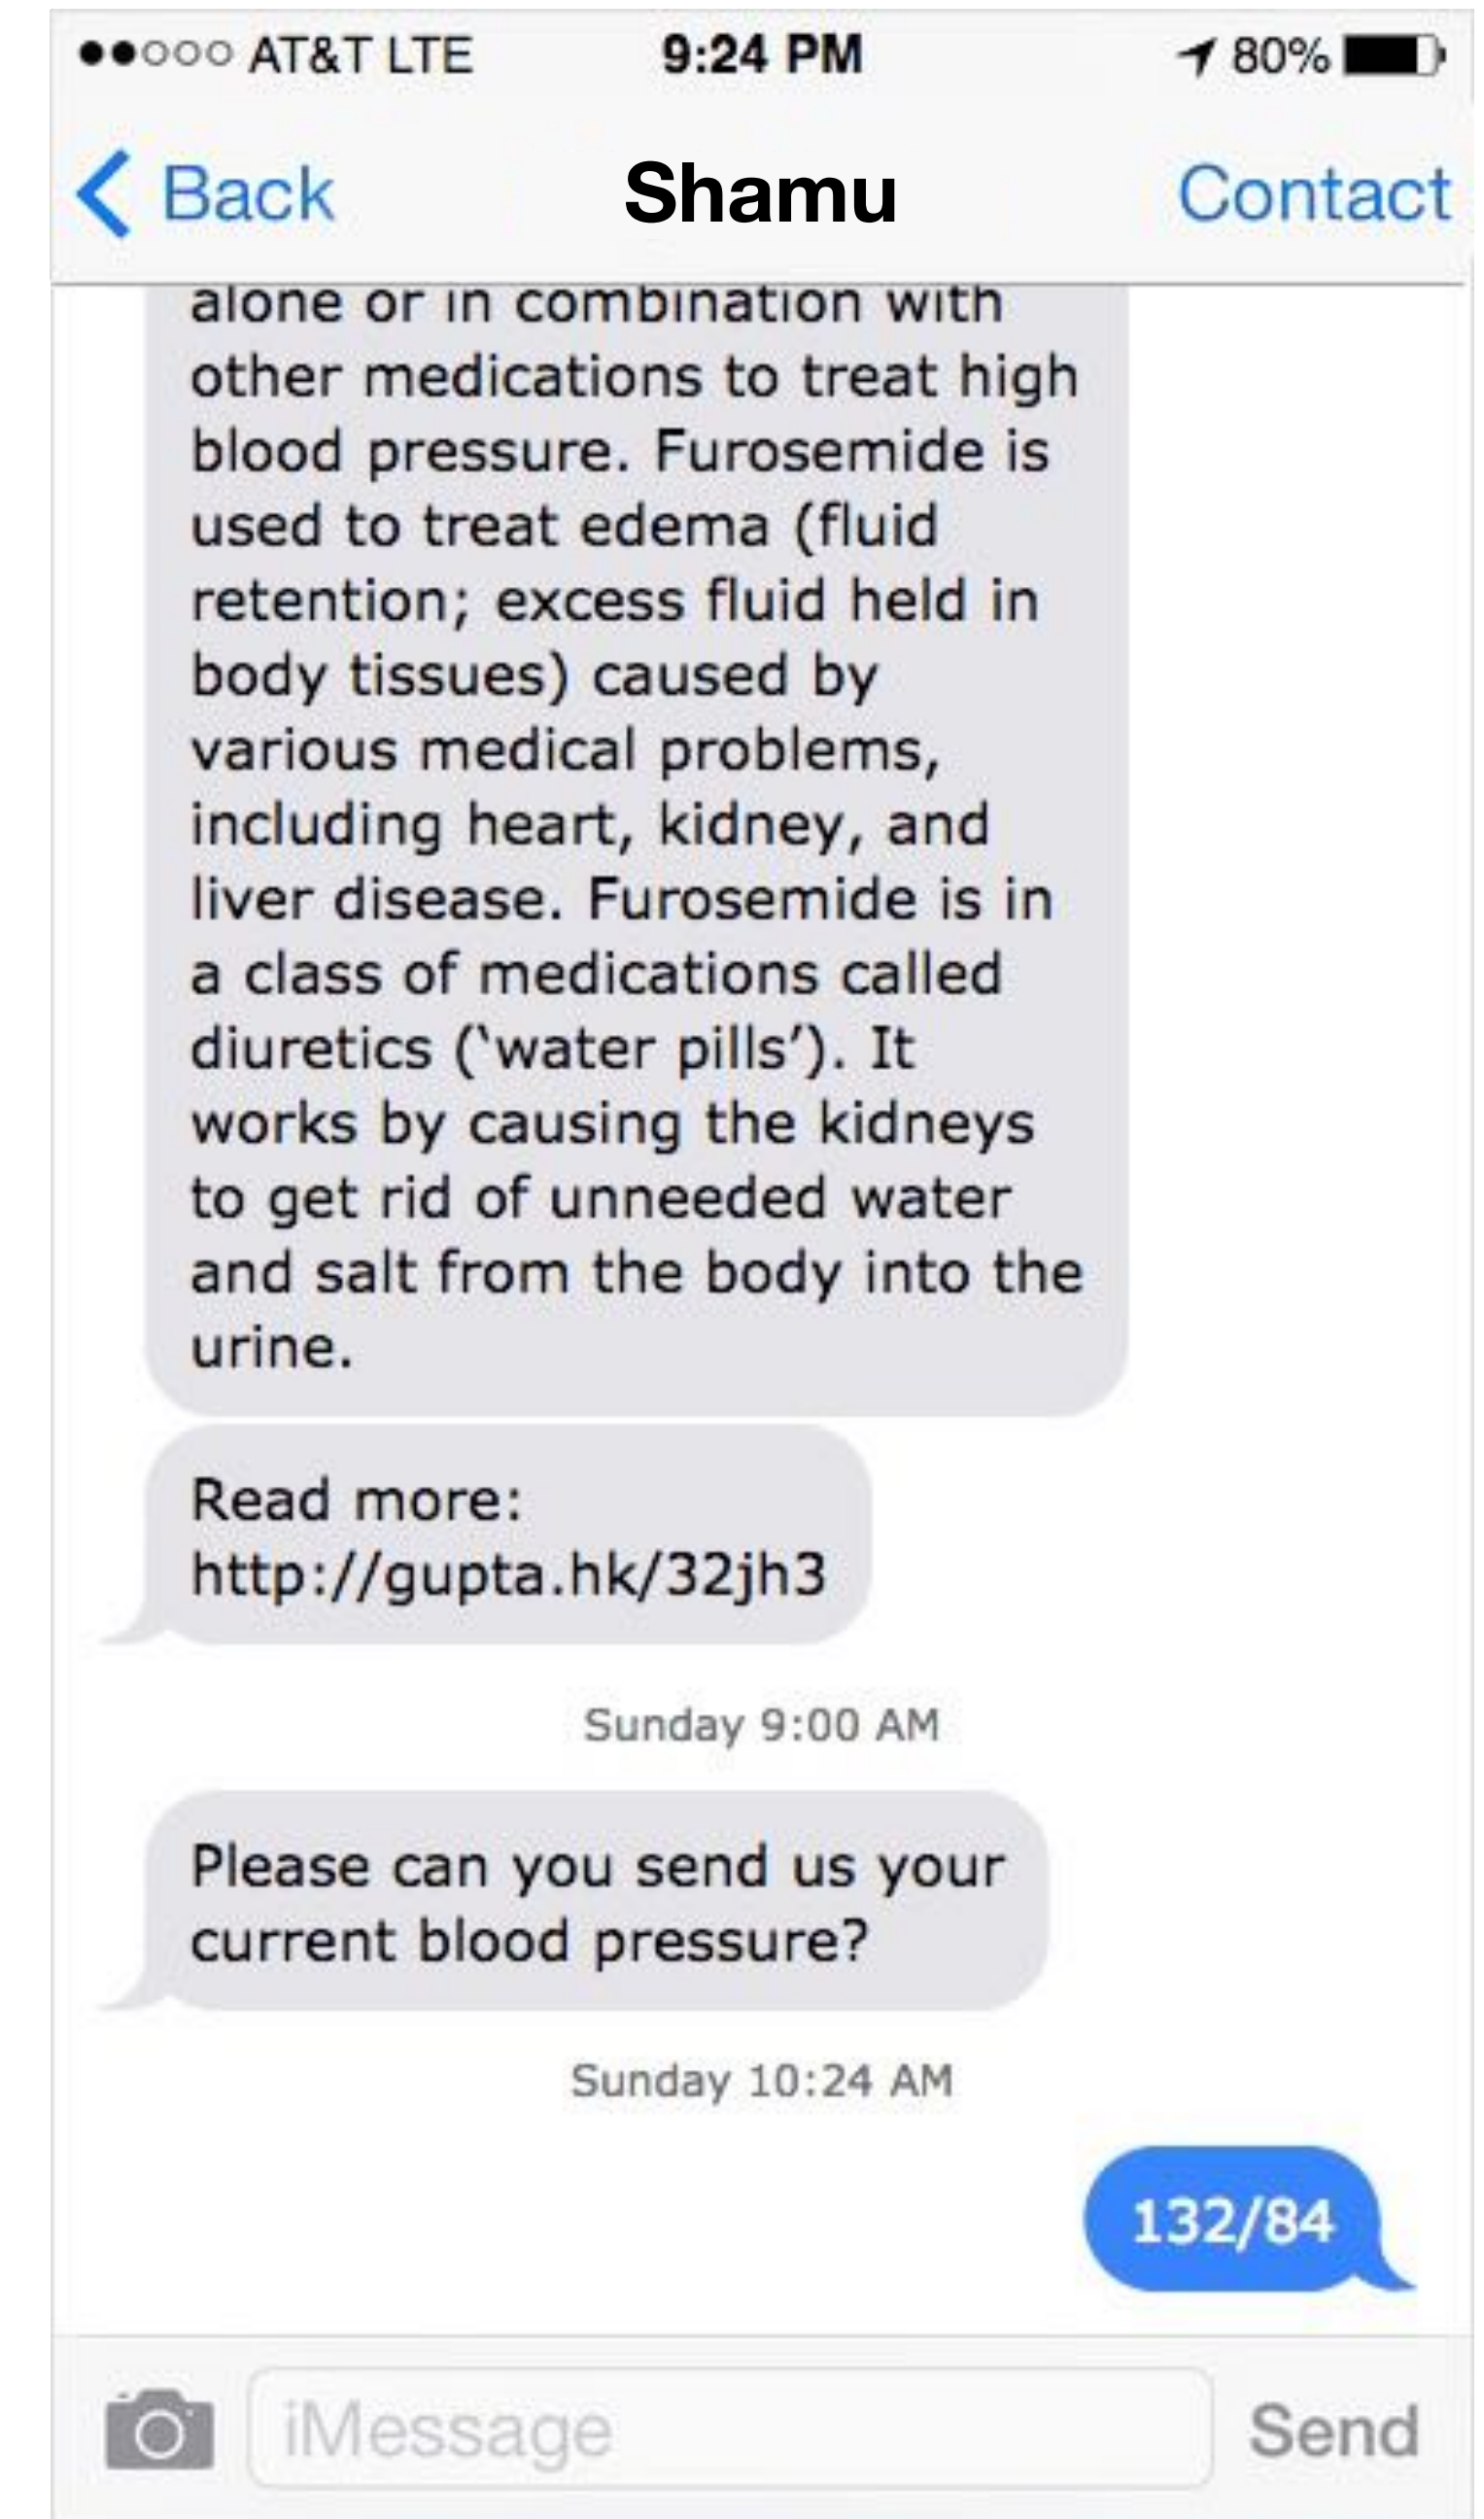 AT&T LTE 9:24 PM 80%
Back Shamu Contact
alone or in combination with
other medications to treat high
blood pressure. Furosemide is
used to treat edema (fluid
retention; excess fluid held in
body tissues) caused by
various medical problems,
including heart, kidney, and
liver disease. Furosemide is in
a class of medications called
diuretics (‘water pills’). It
works by causing the kidneys
to get rid of unneeded water
and salt from the body into the
urine.
Read more:
http://gupta.hk/32jh3
Sunday 9:00 AM
Please can you send us your
current blood pressure?
Sunday 10:24 AM
132/84
iMessage Send